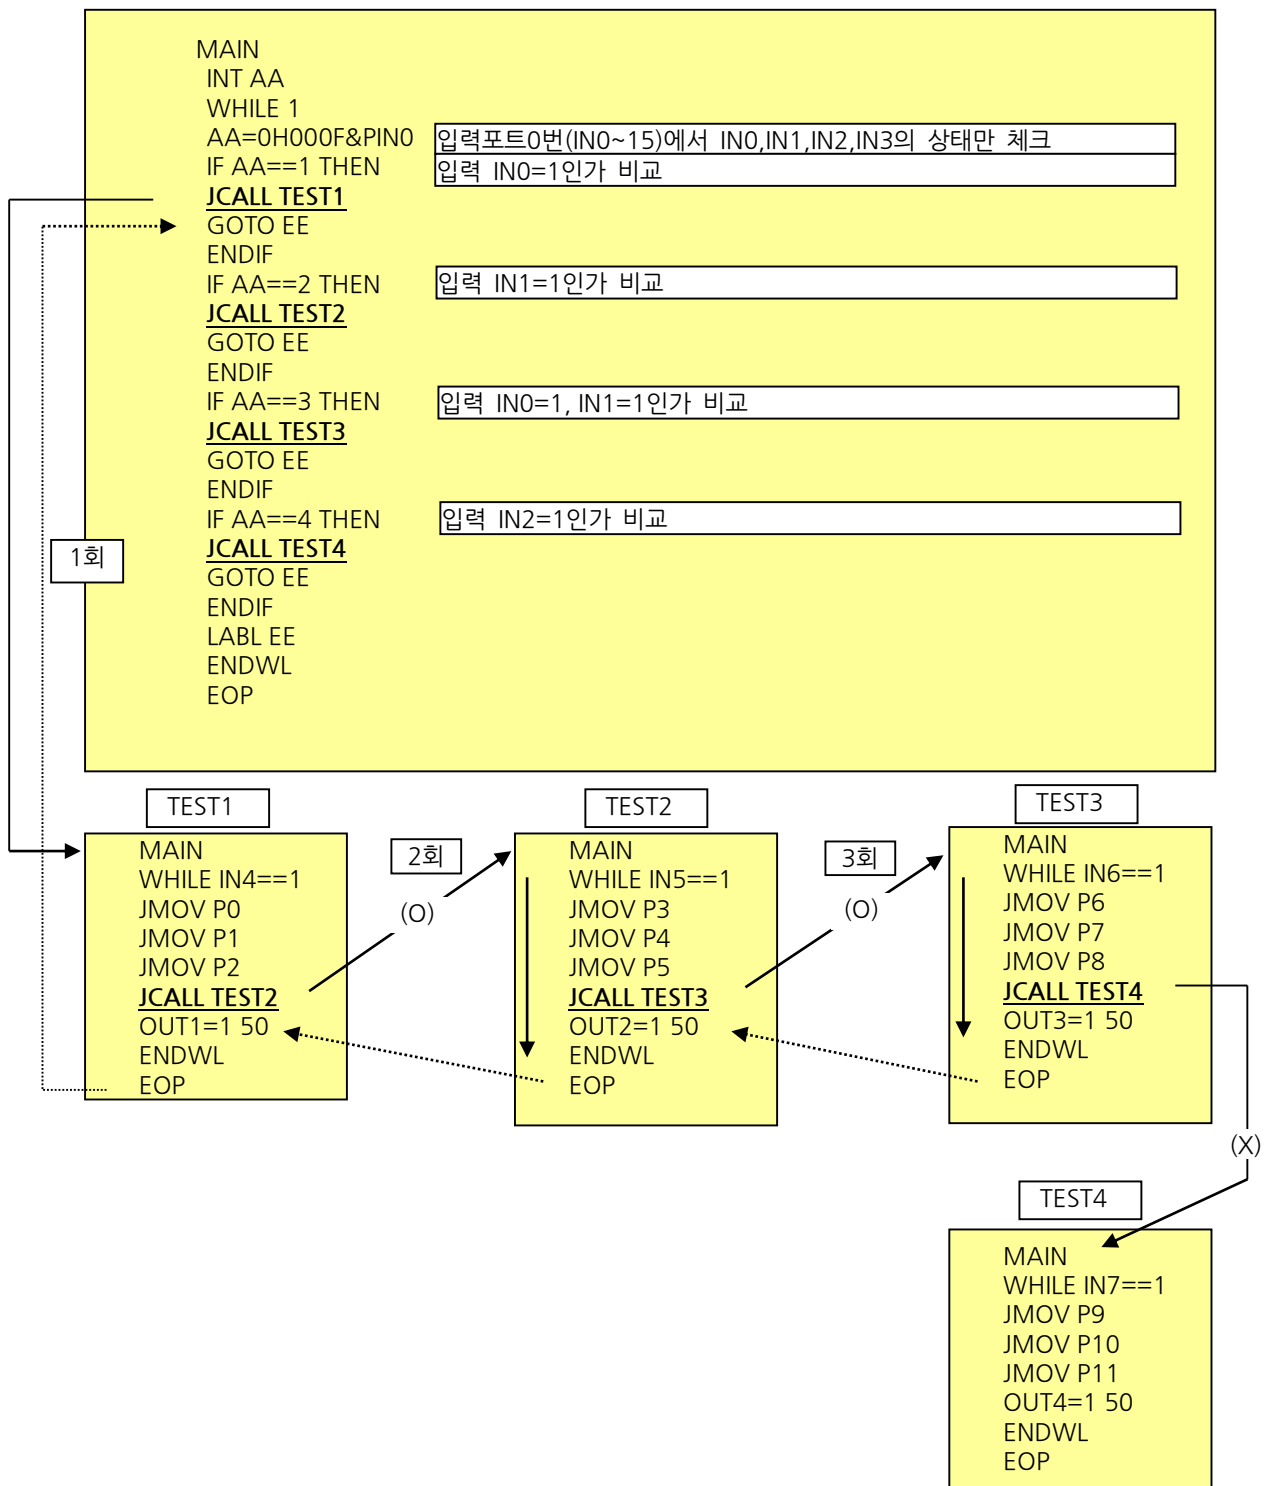 MAIN
INT AA
WHILE 1
AA=0H000F&PIN0 입력포트0번(IN0~15)에서 IN0,IN1,IN2,IN3의 상태만 체크
IF AA==1 THEN 입력 IN0=1인가 비교
JCALL TEST1
GOTO EE
ENDIF
IF AA==2 THEN 입력 IN1=1인가 비교
JCALL TEST2
GOTO EE
ENDIF
IF AA==3 THEN 입력 IN0=1, IN1=1인가 비교
JCALL TEST3
GOTO EE
ENDIF
IF AA==4 THEN 입력 IN2=1인가 비교
JCALL TEST4
GOTO EE
ENDIF
LABL EE
ENDWL
EOP
1회
TEST1
MAIN
WHILE IN4==1
JMOV P0
JMOV P1
JMOV P2
JCALL TEST2
OUT1=1 50
ENDWL
EOP
2회
(O)
TEST2
MAIN
WHILE IN5==1
JMOV P3
JMOV P4
JMOV P5
JCALL TEST3
OUT2=1 50
ENDWL
EOP
3회
(O)
TEST3
MAIN
WHILE IN6==1
JMOV P6
JMOV P7
JMOV P8
JCALL TEST4
OUT3=1 50
ENDWL
EOP
(X)
TEST4
MAIN
WHILE IN7==1
JMOV P9
JMOV P10
JMOV P11
OUT4=1 50
ENDWL
EOP